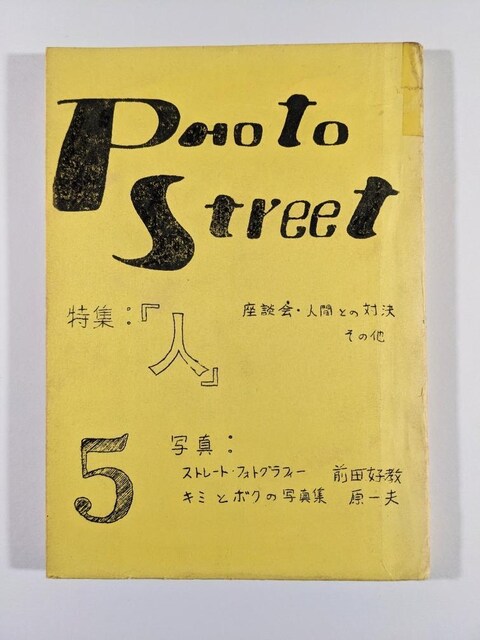 PHOTO
Street
特集:『人』
座談会・人間との対決
その他
5
写真:
ストレート・フォトグラフィー 前田好教
キミとボクの写真集 原一夫